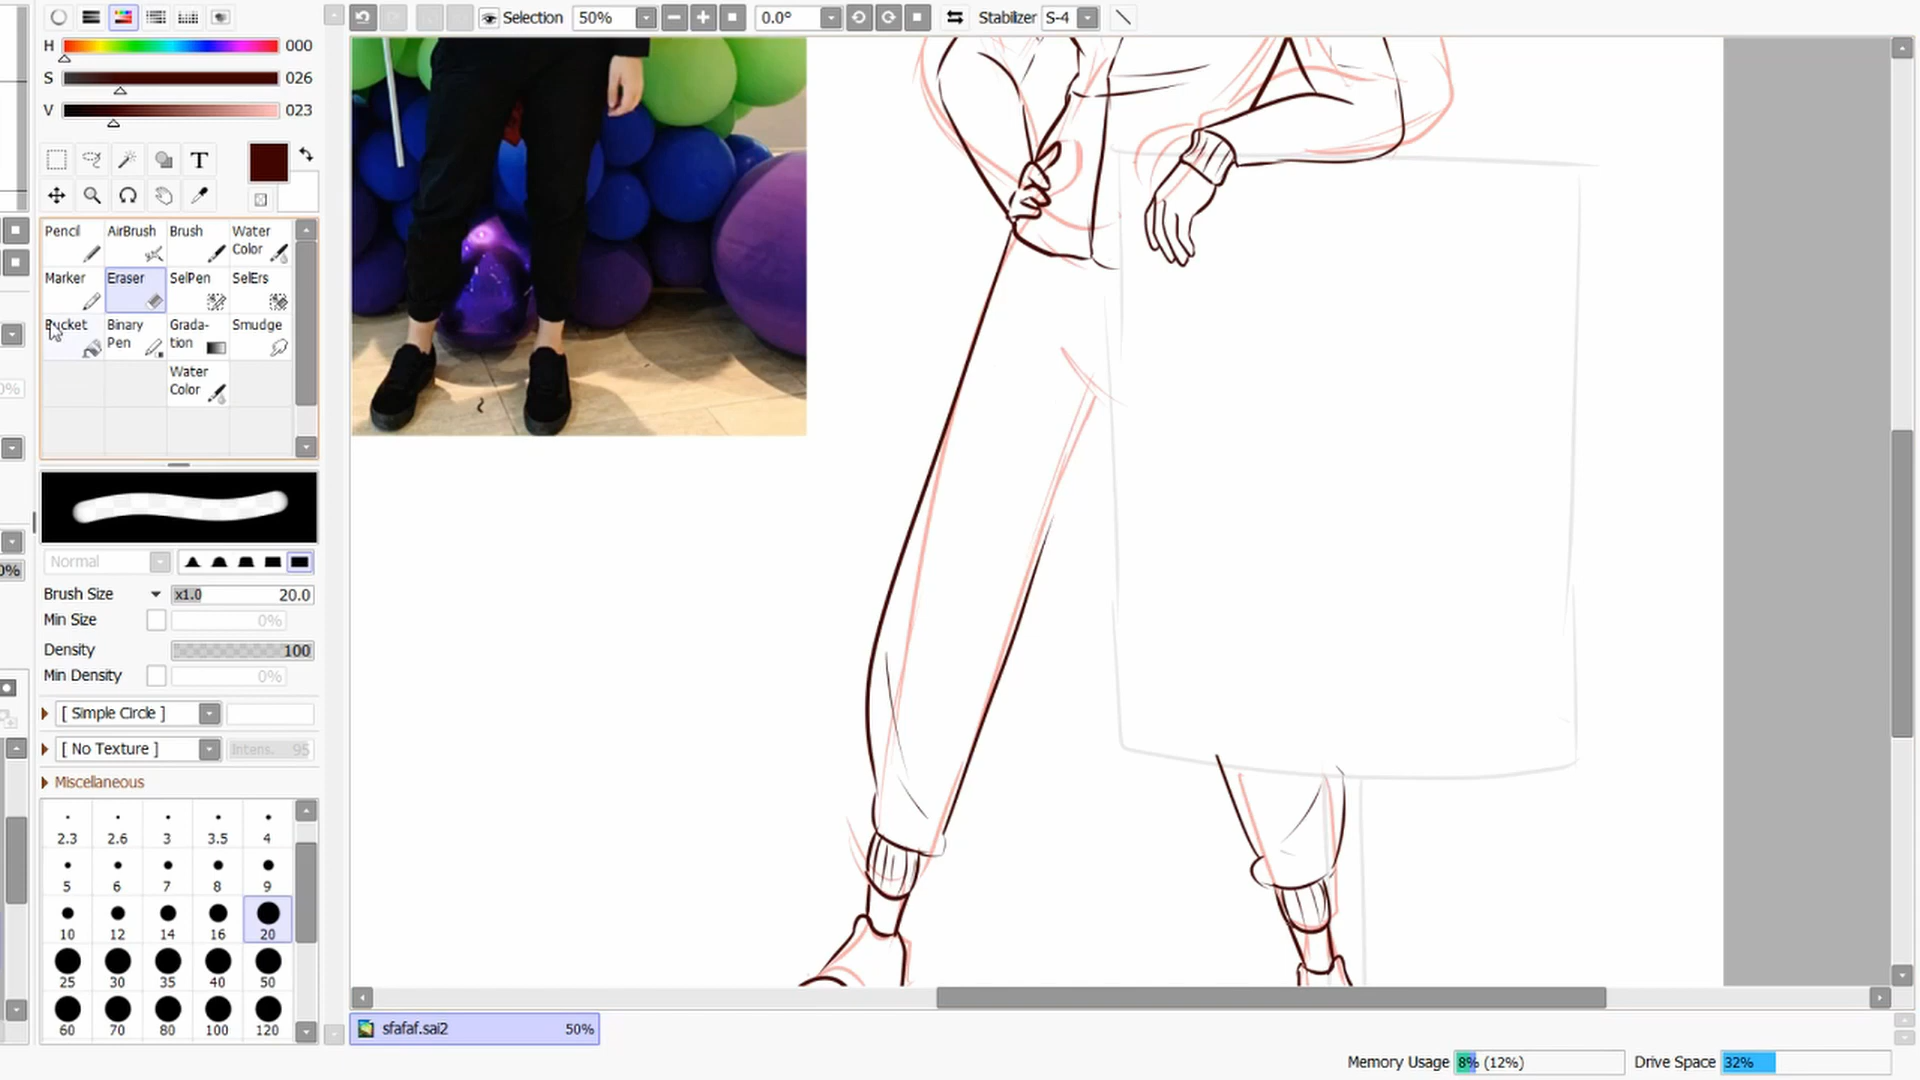 Selection 50% 0.0° Stabilizer S-4
H 000
S 026
V 023
T
Pencil AirBrush Brush Water Color
Marker Eraser SelPen SelErs
Bucket Binary Pen Grada-tion Smudge
Water Color
Normal
Brush Size x1.0 20.0
Min Size 0%
Density 100
Min Density 0%
[ Simple Circle ]
[ No Texture ] Intens. 95
Miscellaneous
2.3 2.6 3 3.5 4
5 6 7 8 9
10 12 14 16 20
25 30 35 40 50
60 70 80 100 120
0%
0%
sfafaf.sai2 50%
Memory Usage 8% (12%) Drive Space 32%